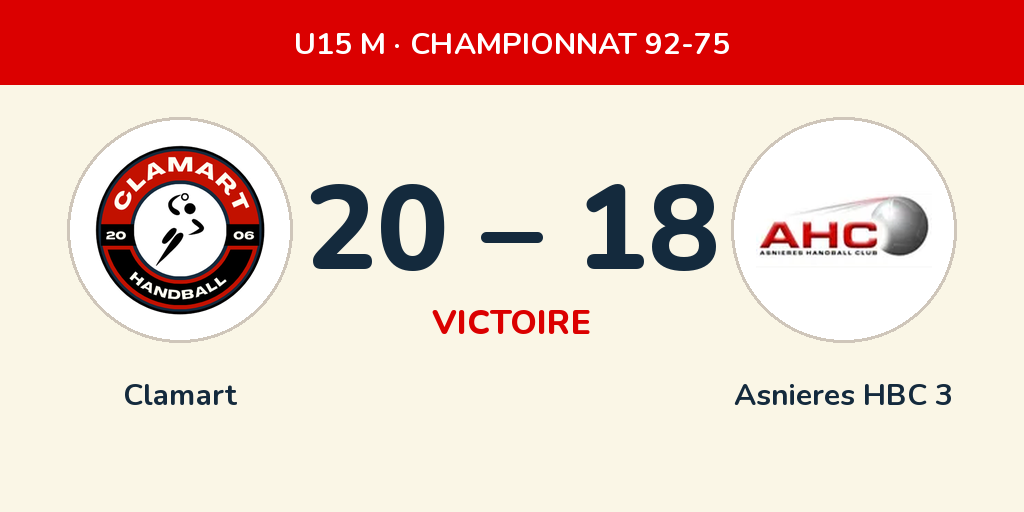 U15 M · CHAMPIONNAT 92-75
CLAMART
20 06
HANDBALL
20 – 18
AHC
ASNIERES HANDBALL CLUB
VICTOIRE
Clamart
Asnieres HBC 3